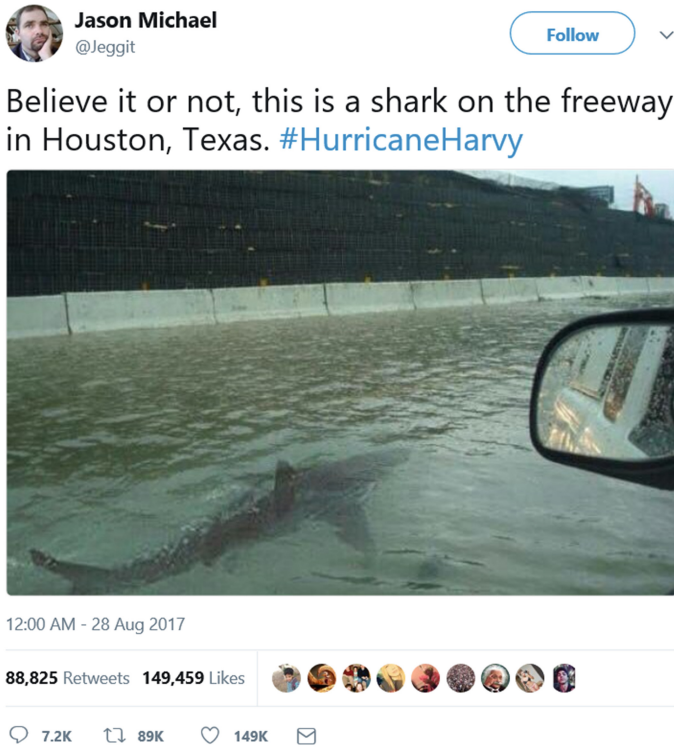 Jason Michael
@Jeggit
Follow
Believe it or not, this is a shark on the freeway
in Houston, Texas. #HurricaneHarvy
12:00 AM - 28 Aug 2017
88,825 Retweets 149,459 Likes
7.2K 89K 149K